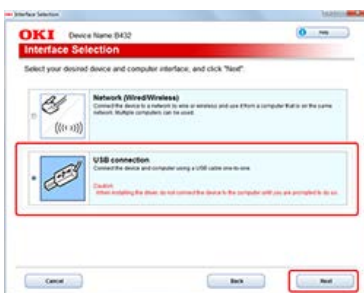 Interface Selection
OKI Device Name: B432
Interface Selection
Select your desired device and computer interface, and click "Next".
Network (Wired/Wireless)
Connect the device to a network by wire or wireless and use it from a computer that is on the same
network. Multiple computers can be used.
USB connection
Connect the device and computer using a USB cable one-to-one.
Caution:
When installing the driver, do not connect the device to the computer until you are prompted to do so.
Cancel
Back
Next